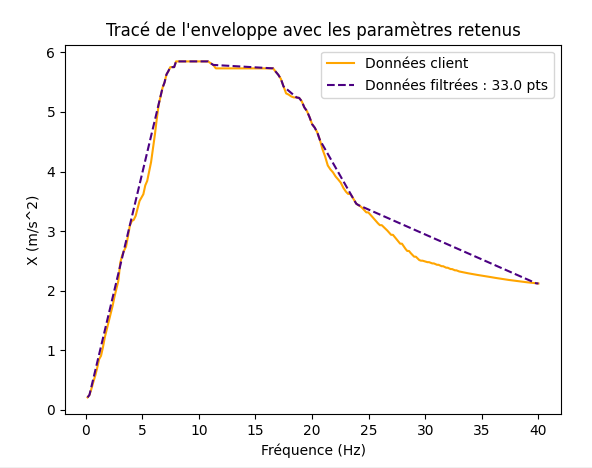 Tracé de l'enveloppe avec les paramètres retenus
Données client
Données filtrées : 33.0 pts
X (m/s^2)
6
5
4
3
2
1
0
0 5 10 15 20 25 30 35 40
Fréquence (Hz)